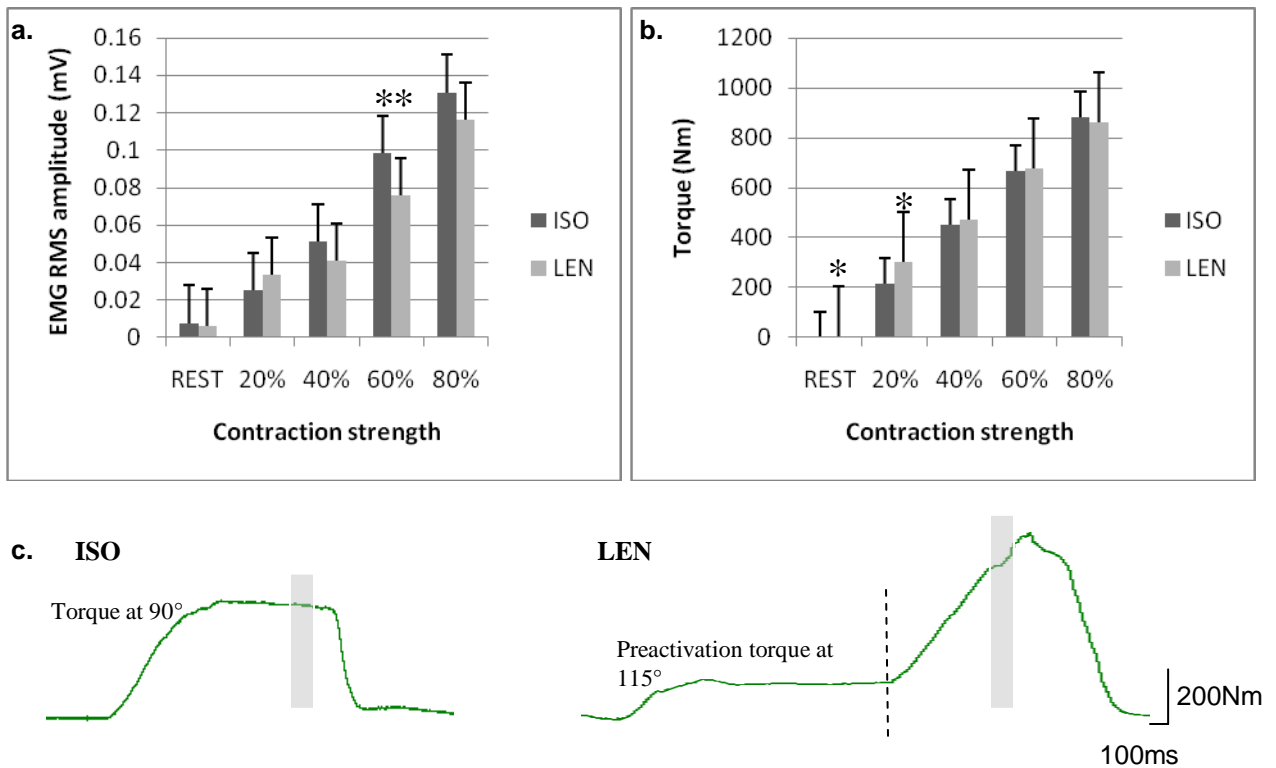 a.
0.16
0.14
0.12
0.1
0.08
0.06
0.04
0.02
0
EMG RMS amplitude (mV)
**
REST 20% 40% 60% 80%
Contraction strength
ISO
LEN
b.
1200
1000
800
600
400
200
0
Torque (Nm)
*
*
REST 20% 40% 60% 80%
Contraction strength
ISO
LEN
c. ISO
Torque at 90°
LEN
Preactivation torque at
115°
200Nm
100ms